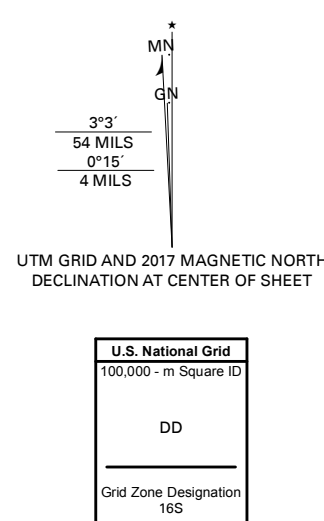 ★
MN
GN
3°3´
54 MILS
0°15´
4 MILS
UTM GRID AND 2017 MAGNETIC NORTH
DECLINATION AT CENTER OF SHEET
U.S. National Grid
100,000 - m Square ID
DD
Grid Zone Designation
16S